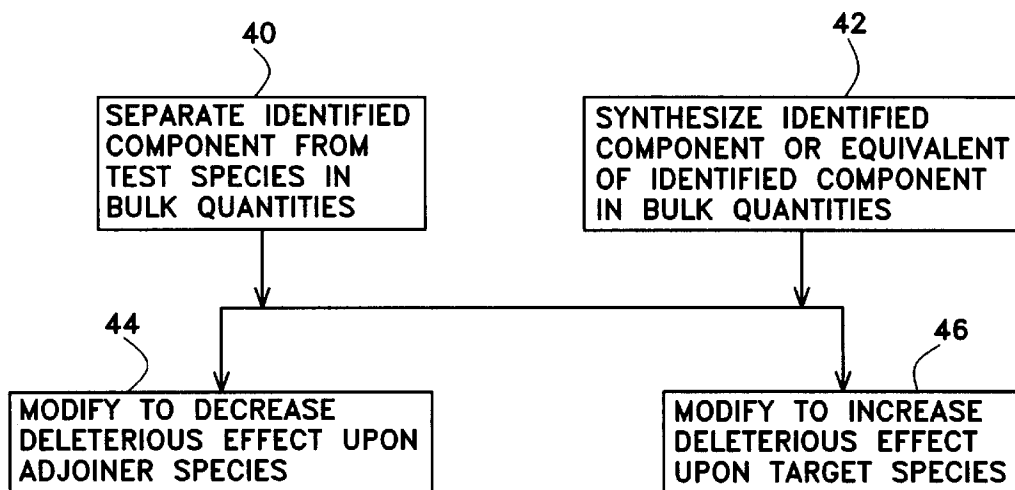 40
SEPARATE IDENTIFIED
COMPONENT FROM
TEST SPECIES IN
BULK QUANTITIES
42
SYNTHESIZE IDENTIFIED
COMPONENT OR EQUIVALENT
OF IDENTIFIED COMPONENT
IN BULK QUANTITIES
44
MODIFY TO DECREASE
DELETERIOUS EFFECT UPON
ADJOINER SPECIES
46
MODIFY TO INCREASE
DELETERIOUS EFFECT
UPON TARGET SPECIES